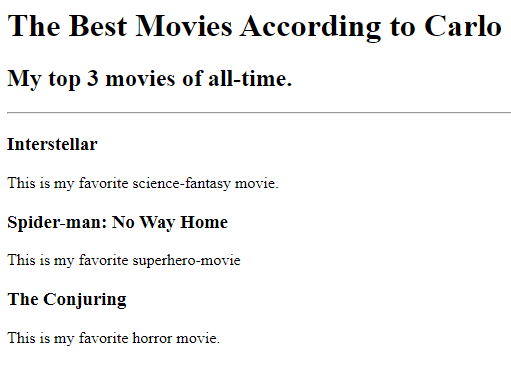 The Best Movies According to Carlo
My top 3 movies of all-time.
Interstellar
This is my favorite science-fantasy movie.
Spider-man: No Way Home
This is my favorite superhero-movie
The Conjuring
This is my favorite horror movie.